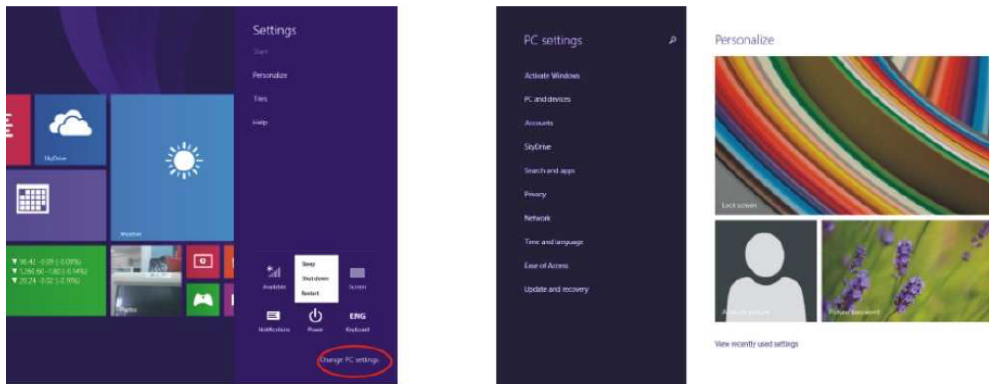 Settings
Start
Personalize
Tiles
Help
SkyDrive
Weather
Photos
Available
Sleep
Shut down
Restart
Screen
Notifications
Power
ENG
Keyboard
Change PC settings
PC settings
Activate Windows
PC and devices
Accounts
SkyDrive
Search and apps
Privacy
Network
Time and language
Ease of Access
Update and recovery
Personalize
Lock screen
Account picture
Picture password
View recently used settings